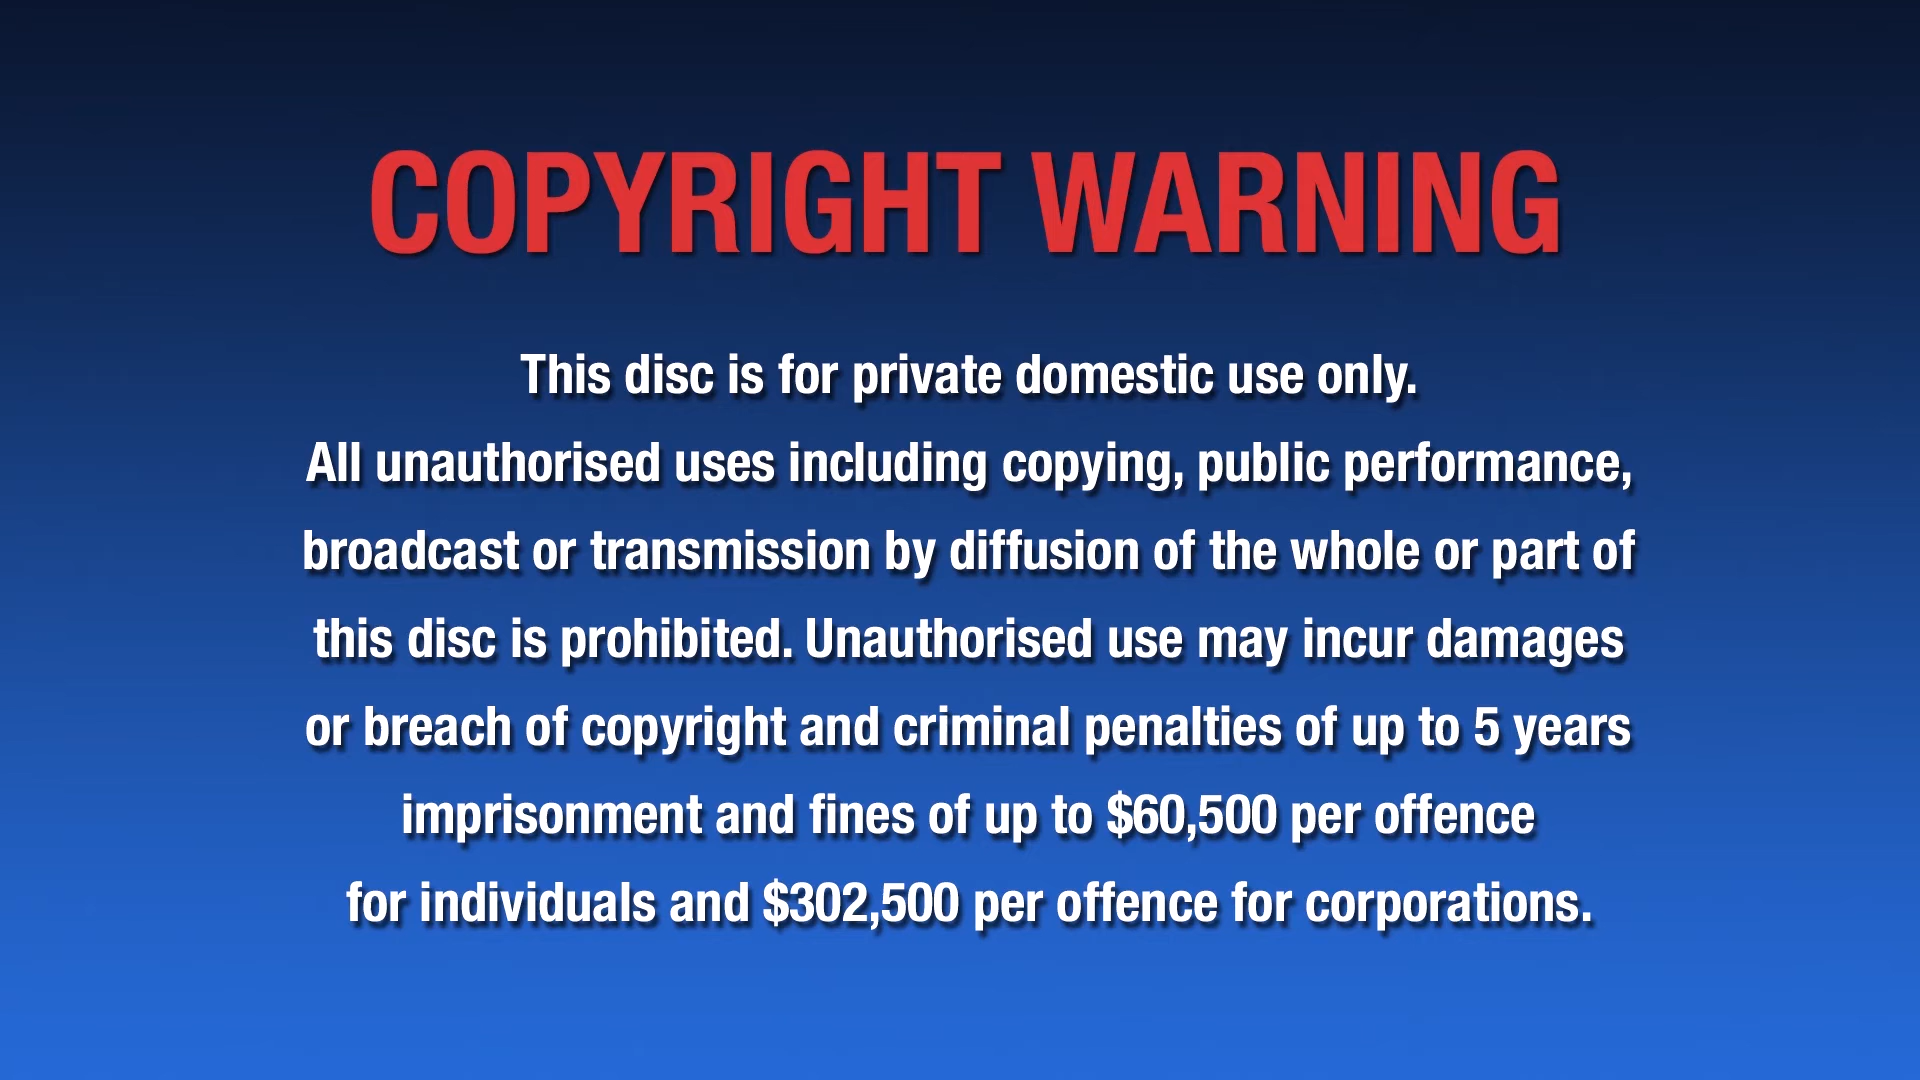 COPYRIGHT WARNING
This disc is for private domestic use only.
All unauthorised uses including copying, public performance,
broadcast or transmission by diffusion of the whole or part of
this disc is prohibited. Unauthorised use may incur damages
or breach of copyright and criminal penalties of up to 5 years
imprisonment and fines of up to $60,500 per offence
for individuals and $302,500 per offence for corporations.